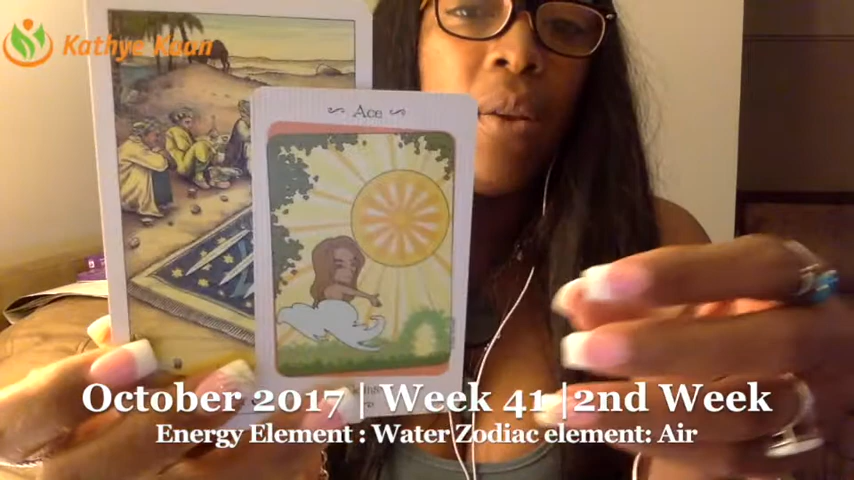 Kathye Kaan
~ Ace ~
October 2017 | Week 41 |2nd Week
Energy Element : Water Zodiac element: Air